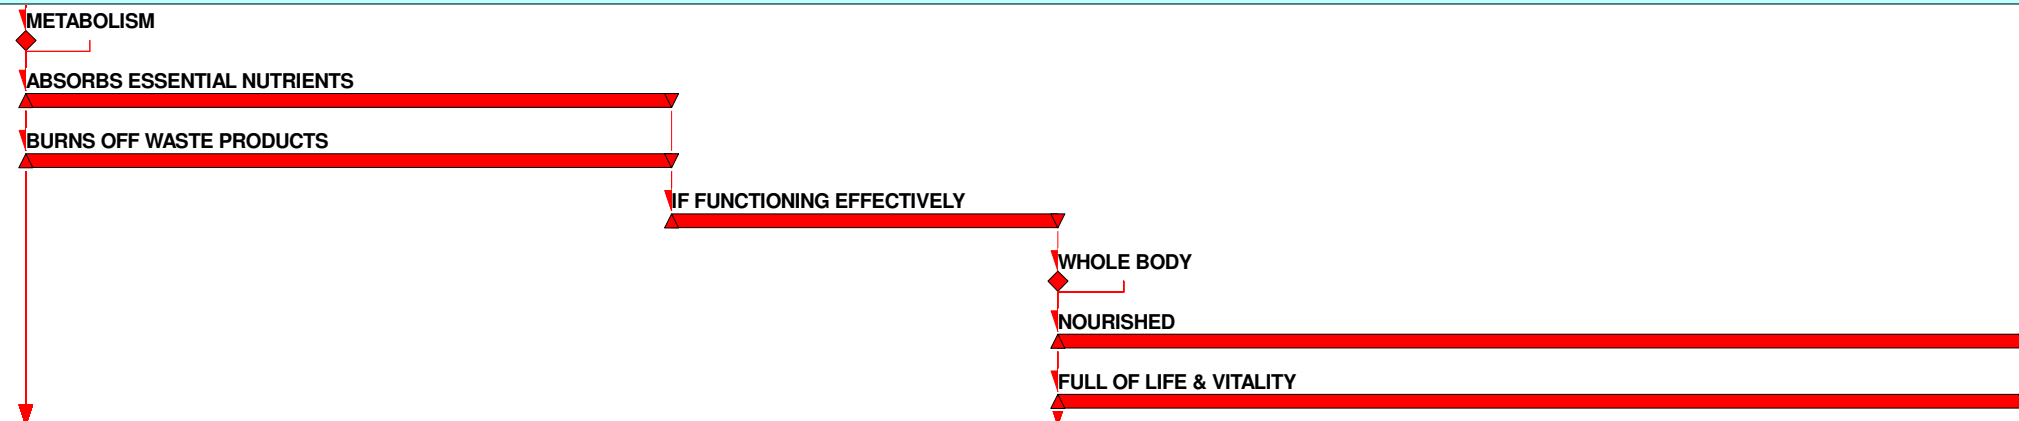 METABOLISM
ABSORBS ESSENTIAL NUTRIENTS
BURNS OFF WASTE PRODUCTS
IF FUNCTIONING EFFECTIVELY
WHOLE BODY
NOURISHED
FULL OF LIFE & VITALITY